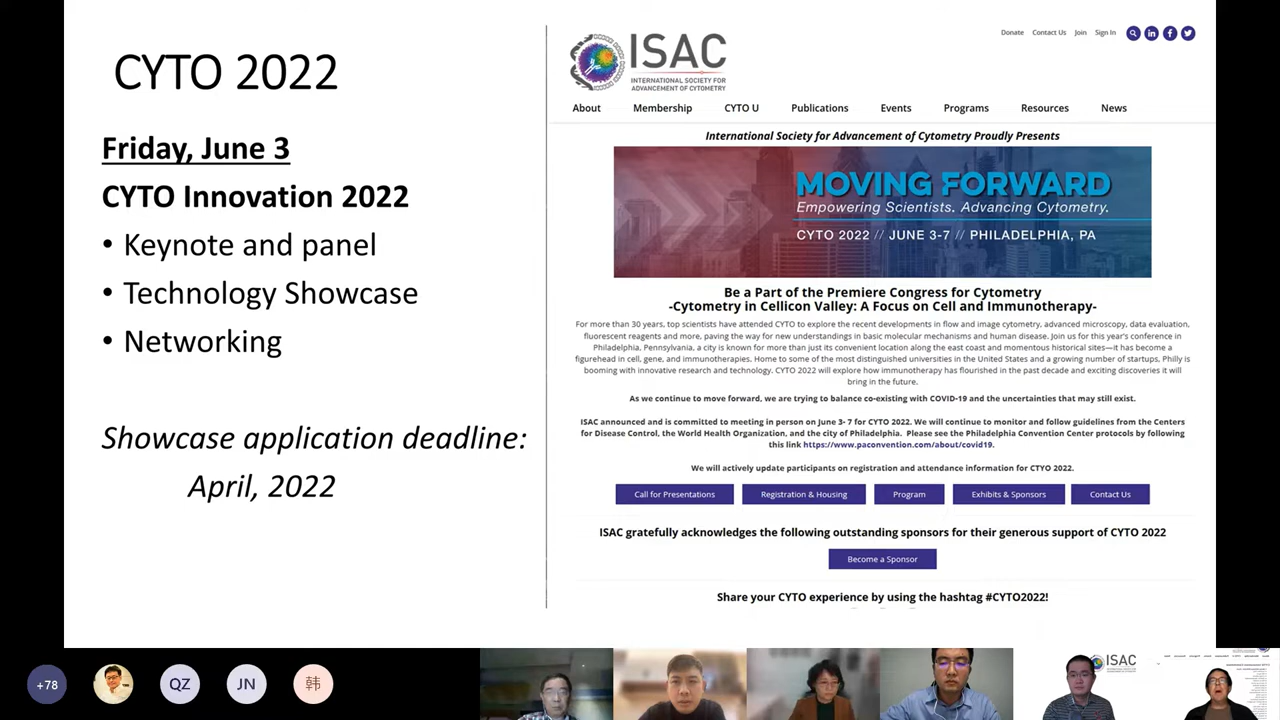 CYTO 2022
Friday, June 3
CYTO Innovation 2022
• Keynote and panel
• Technology Showcase
• Networking
Showcase application deadline:
April, 2022
Donate Contact Us Join Sign In
ISAC
INTERNATIONAL SOCIETY FOR
ADVANCEMENT OF CYTOMETRY
About Membership CYTO U Publications Events Programs Resources News
International Society for Advancement of Cytometry Proudly Presents
MOVING FORWARD
Empowering Scientists. Advancing Cytometry.
CYTO 2022 // JUNE 3-7 // PHILADELPHIA, PA
Be a Part of the Premiere Congress for Cytometry
-Cytometry in Cellicon Valley: A Focus on Cell and Immunotherapy-
For more than 30 years, top scientists have attended CYTO to explore the recent developments in flow and image cytometry, advanced microscopy, data evaluation,
fluorescent reagents and more, paving the way for new understandings in basic molecular mechanisms and human disease. Join us for this year's conference in
Philadelphia. Pennsylvania, a city is known for more than just its convenient location along the east coast and momentous historical sites—it has become a
figurehead in cell, gene, and immunotherapies. Home to some of the most distinguished universities in the United States and a growing number of startups, Philly is
booming with innovative research and technology. CYTO 2022 will explore how immunotherapy has flourished in the past decade and exciting discoveries it will
bring in the future.
As we continue to move forward, we are trying to balance co-existing with COVID-19 and the uncertainties that may still exist.
ISAC announced and is committed to meeting in person on June 3- 7 for CYTO 2022. We will continue to monitor and follow guidelines from the Centers
for Disease Control, the World Health Organization, and the city of Philadelphia. Please see the Philadelphia Convention Center protocols by following
this link https://www.paconvention.com/about/covid19.
We will actively update participants on registration and attendance information for CTYO 2022.
Call for Presentations Registration & Housing Program Exhibits & Sponsors Contact Us
ISAC gratefully acknowledges the following outstanding sponsors for their generous support of CYTO 2022
Become a Sponsor
Share your CYTO experience by using the hashtag #CYTO2022!
+78 QZ JN 韩
ISAC